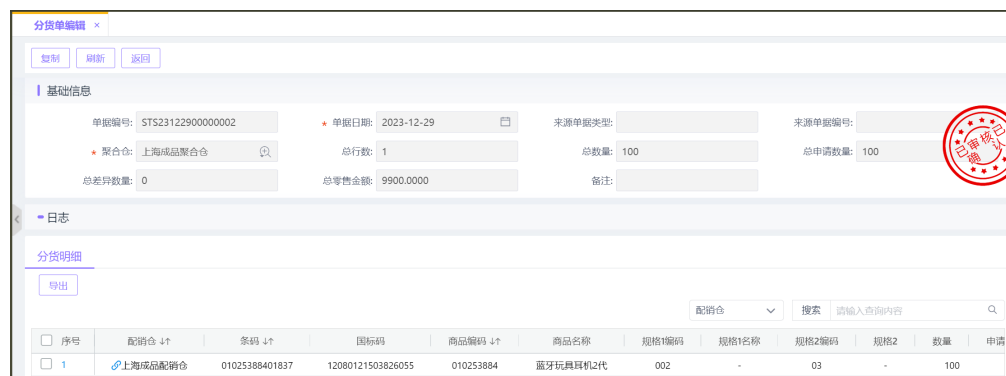 分货单编辑 ×
复制 刷新 返回
基础信息
单据编号: STS23122900000002 * 单据日期: 2023-12-29 来源单据类型: 来源单据编号:
* 聚合仓: 上海成品聚合仓 总行数: 1 总数量: 100 总申请数量: 100
总差异数量: 0 总零售金额: 9900.0000 备注:
已审核已确认
日志
分货明细
导出
配销仓 搜索 请输入查询内容
序号 配销仓 ↓↑ 条码 ↓↑ 国标码 商品编码 ↓↑ 商品名称 规格1编码 规格1名称 规格2编码 规格2 数量 申请
1 上海成品配销仓 01025388401837 12080121503826055 010253884 蓝牙玩具耳机2代 002 - 03 - 100